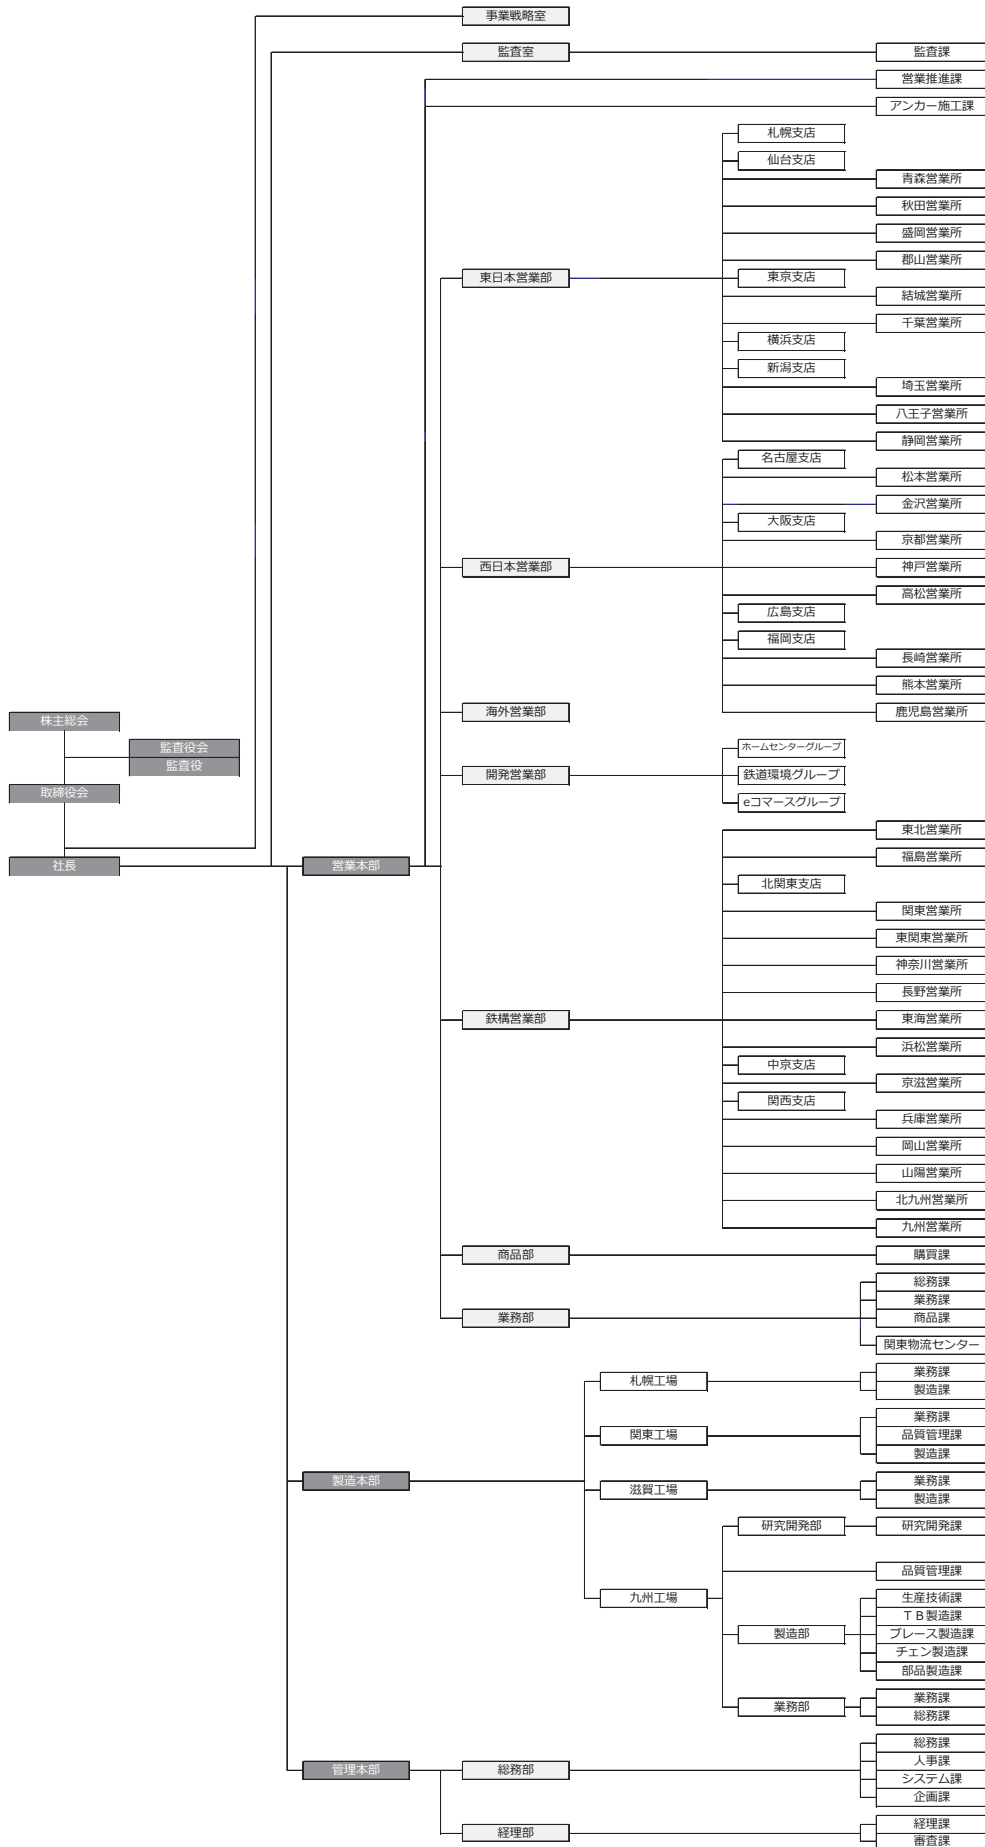 事業戦略室
監査室
監査課
営業推進課
アンカー施工課
札幌支店
仙台支店
青森営業所
秋田営業所
盛岡営業所
郡山営業所
東日本営業部
東京支店
結城営業所
千葉営業所
横浜支店
新潟支店
埼玉営業所
八王子営業所
静岡営業所
名古屋支店
松本営業所
金沢営業所
大阪支店
京都営業所
西日本営業部
神戸営業所
高松営業所
広島支店
福岡支店
長崎営業所
熊本営業所
海外営業部
鹿児島営業所
株主総会
監査役会
監査役
ホームセンターグループ
開発営業部
鉄道環境グループ
取締役会
eコマースグループ
東北営業所
福島営業所
社長
営業本部
北関東支店
関東営業所
東関東営業所
神奈川営業所
長野営業所
鉄構営業部
東海営業所
浜松営業所
中京支店
京滋営業所
関西支店
兵庫営業所
岡山営業所
山陽営業所
北九州営業所
九州営業所
商品部
購買課
総務課
業務課
業務部
商品課
関東物流センター
札幌工場
業務課
製造課
関東工場
業務課
品質管理課
製造課
製造本部
滋賀工場
業務課
製造課
研究開発部
研究開発課
品質管理課
九州工場
生産技術課
ＴＢ製造課
製造部
ブレース製造課
チェン製造課
部品製造課
業務部
業務課
総務課
管理本部
総務部
総務課
人事課
システム課
企画課
経理部
経理課
審査課